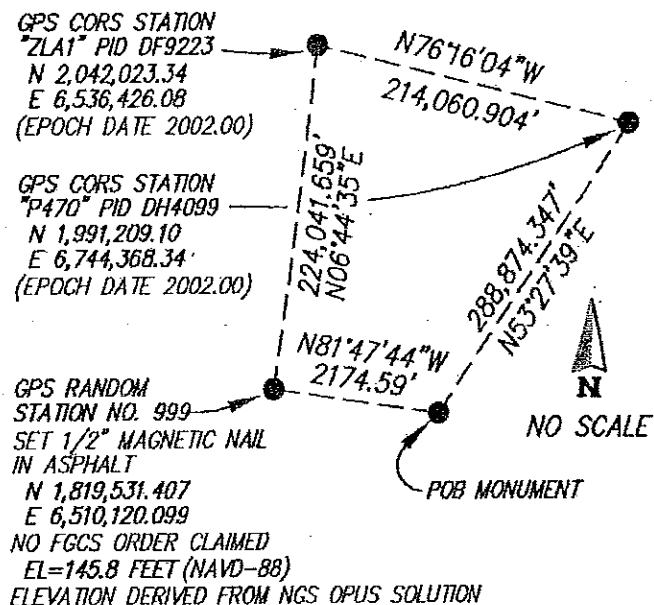 GPS CORS STATION
"ZLA1" PID DF9223
N 2,042,023.34
E 6,536,426.08
(EPOCH DATE 2002.00)
N76°16'04"W
214,060.904'
GPS CORS STATION
"P470" PID DH4099
N 1,991,209.10
E 6,744,368.34
(EPOCH DATE 2002.00)
224,041.659'
N06°44'35"E
288,874.347'
N53°27'39"E
N81°47'44"W
2174.59'
N
NO SCALE
GPS RANDOM
STATION NO. 999
SET 1/2" MAGNETIC NAIL
IN ASPHALT
N 1,819,531.407
E 6,510,120.099
NO FGCS ORDER CLAIMED
EL=145.8 FEET (NAVD-88)
ELEVATION DERIVED FROM NGS OPUS SOLUTION
POB MONUMENT